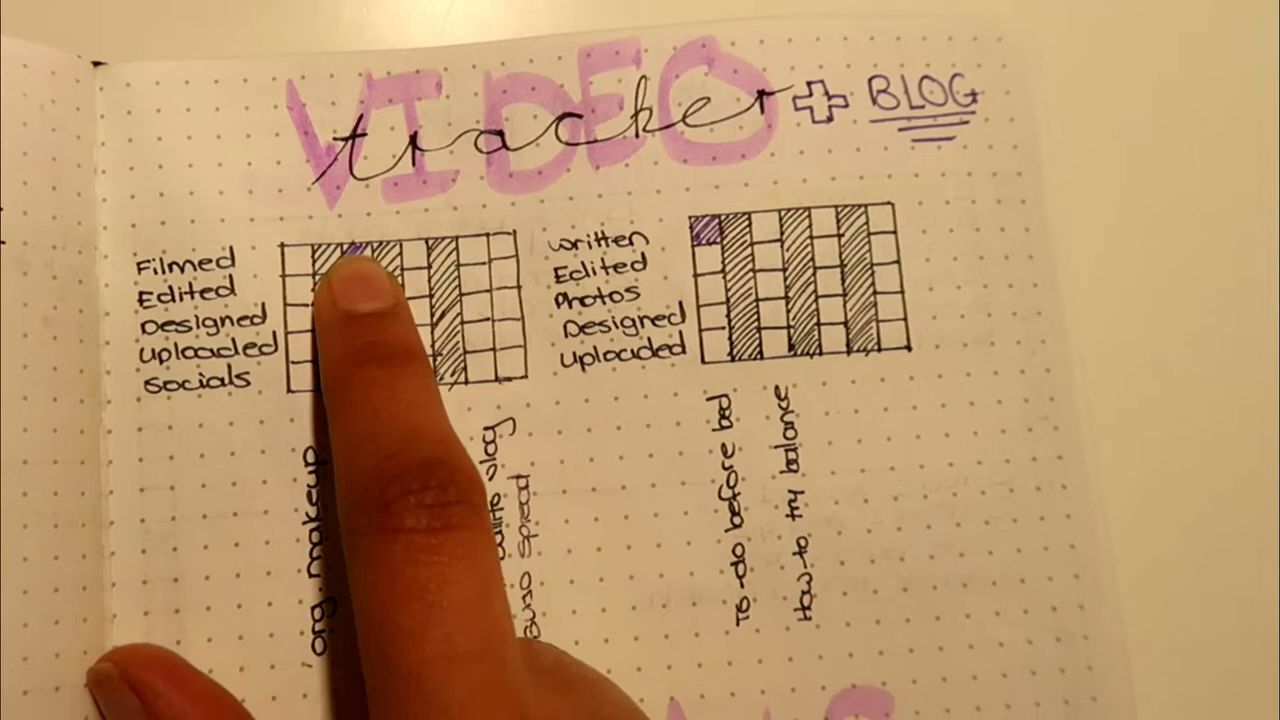 VIDEO
tracker + BLOG
Filmed
Edited
Designed
Uploaded
Socials
written
Edited
Photos
Designed
Uploaded
org makeup
vlog
BUJO Spread
To-do before bed
How-to try balance